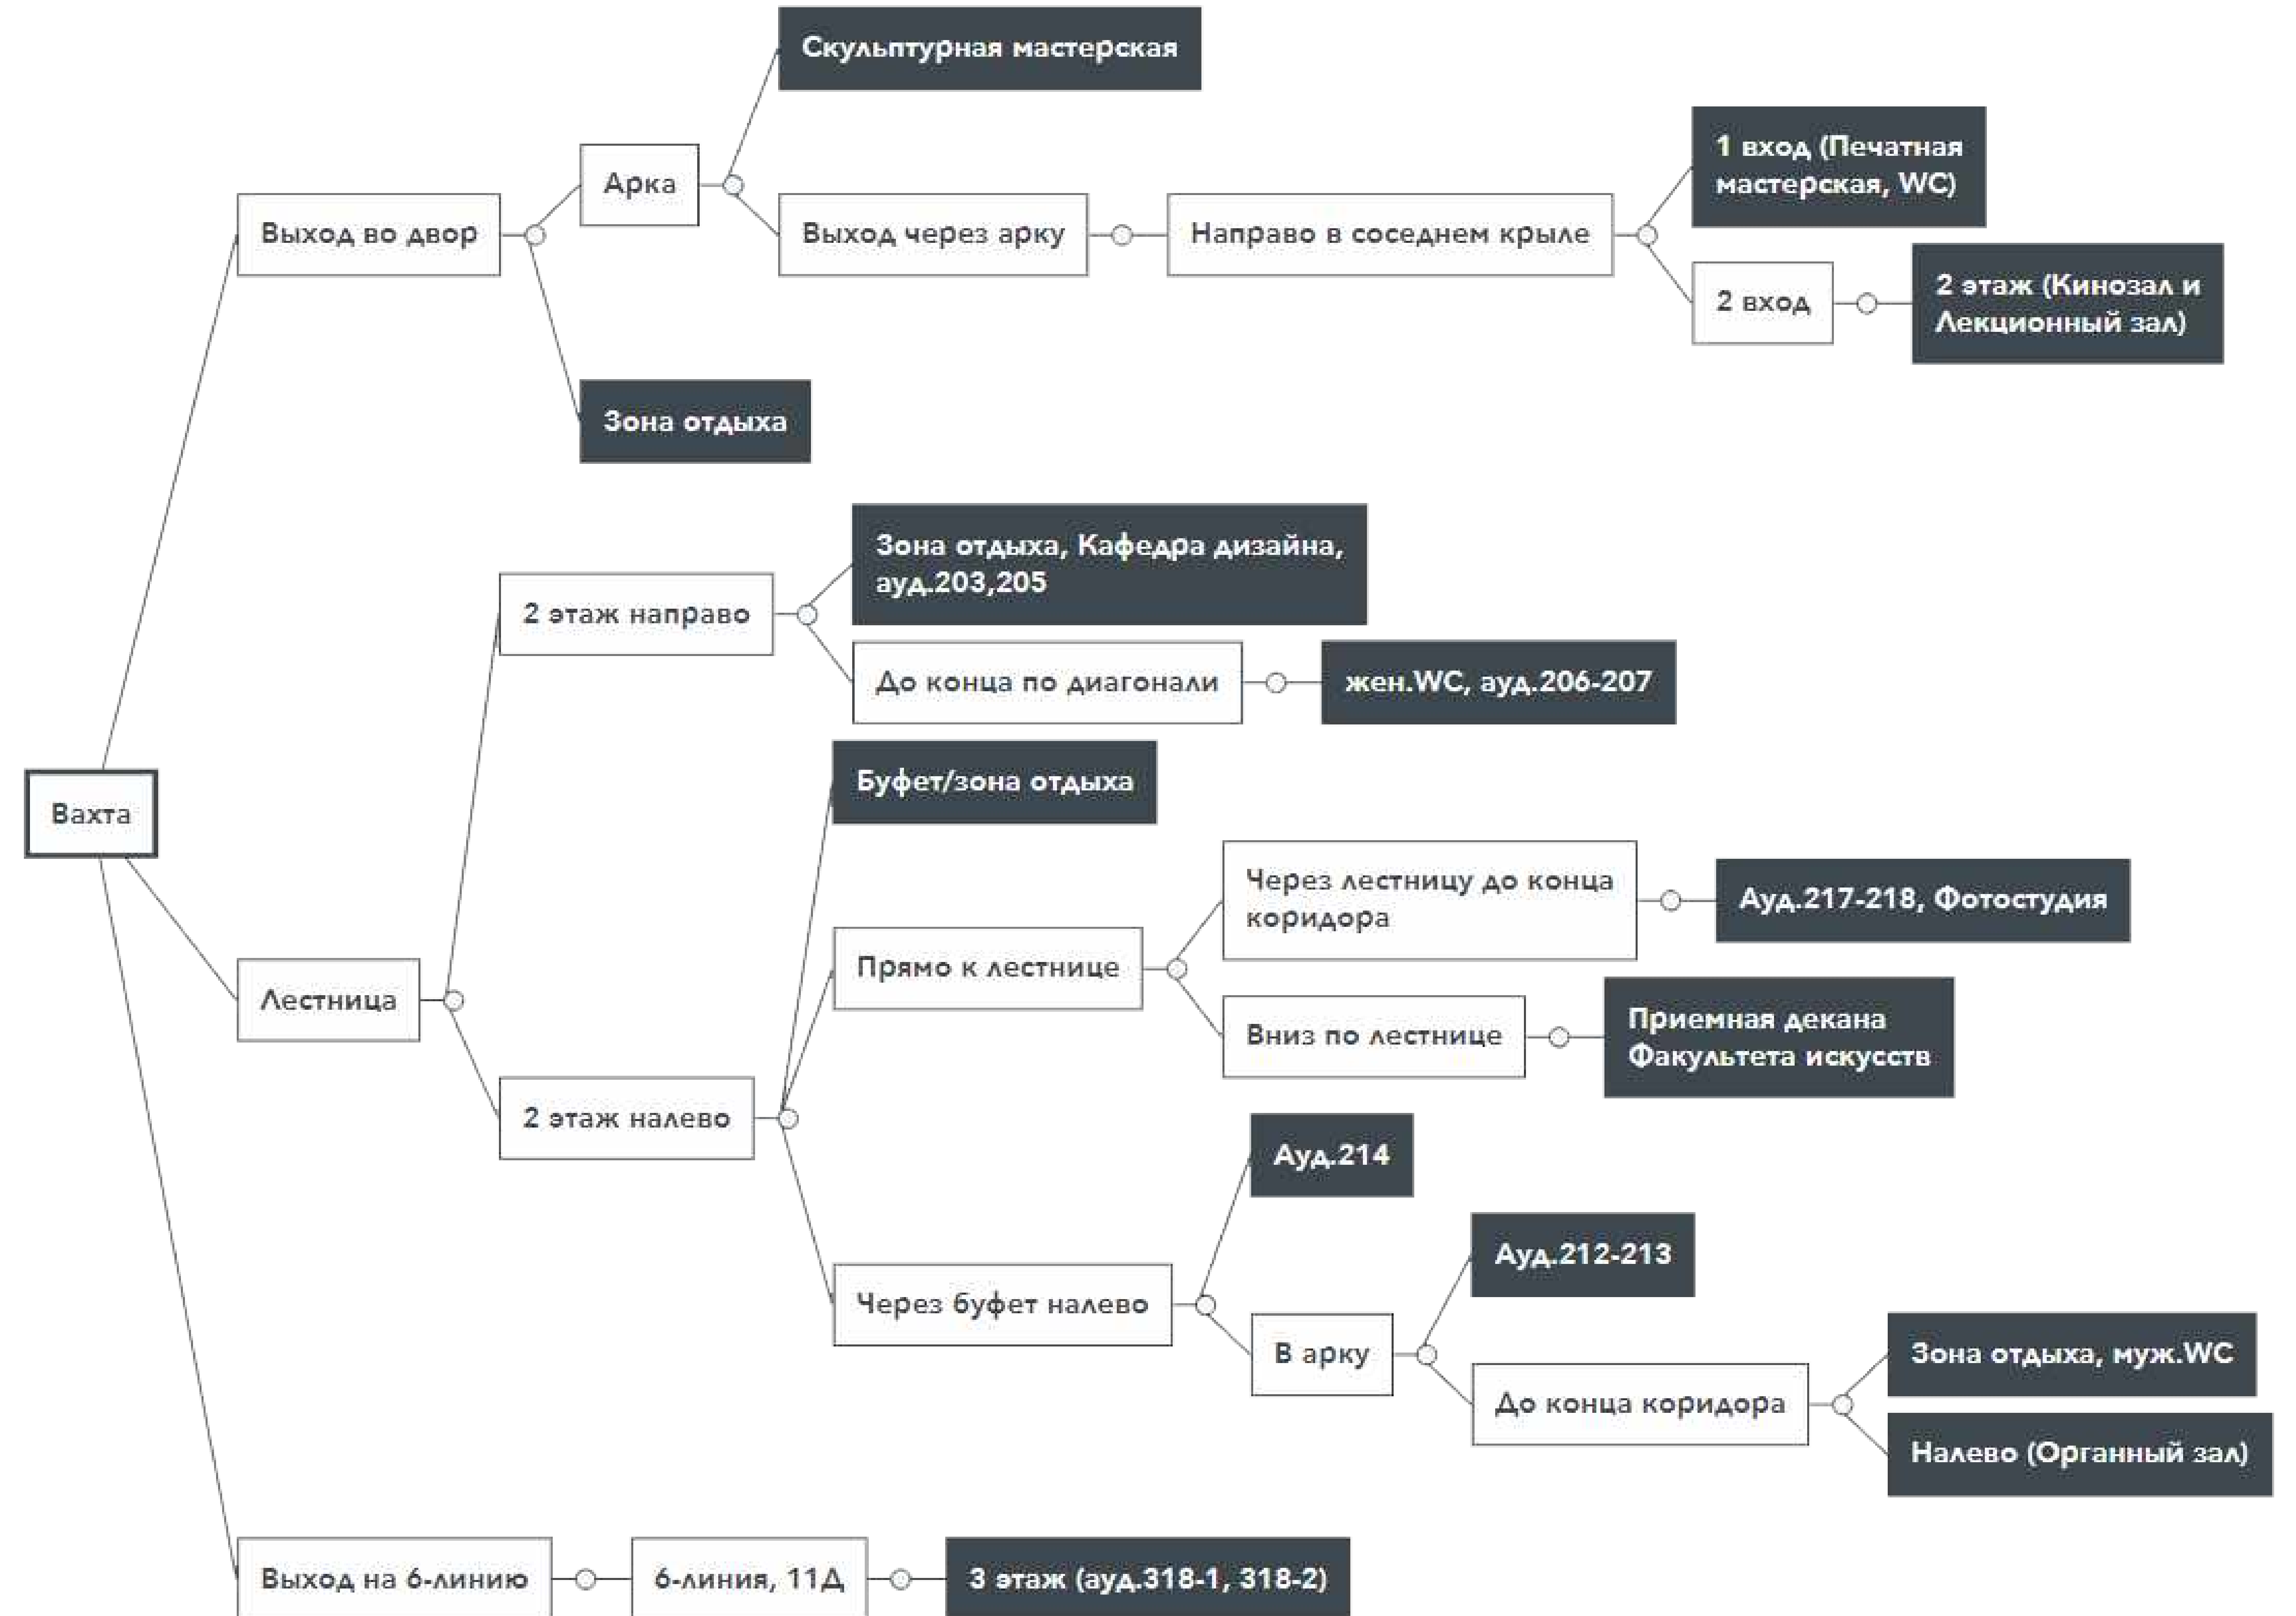 Скульптурная мастерская
1 вход (Печатная
мастерская, WC)
Арка
Выход во двор
Выход через арку
Направо в соседнем крыле
2 вход
2 этаж (Кинозал и
Лекционный зал)
Зона отдыха
Зона отдыха, Кафедра дизайна,
ауд.203,205
2 этаж направо
До конца по диагонали
жен.WC, ауд.206-207
Буфет/зона отдыха
Вахта
Через лестницу до конца
коридора
Ауд.217-218, Фотостудия
Прямо к лестнице
Лестница
Вниз по лестнице
Приемная декана
Факультета искусств
2 этаж налево
Ауд.214
Ауд.212-213
Через буфет налево
В арку
Зона отдыха, муж.WC
До конца коридора
Налево (Органный зал)
Выход на 6-линию
6-линия, 11Д
3 этаж (ауд.318-1, 318-2)